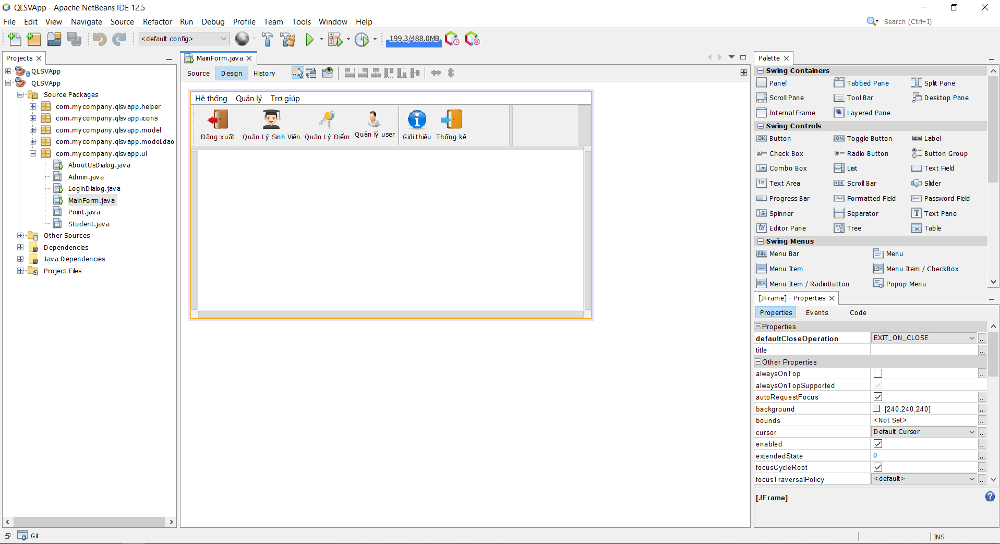 QLSVApp - Apache NetBeans IDE 12.5
File Edit View Navigate Source Refactor Run Debug Profile Team Tools Window Help
Search (Ctrl+I)
<default config>
199.3/488.0MB
Projects
QLSVApp
QLSVApp
Source Packages
com.mycompany.qlsvapp.helper
com.mycompany.qlsvapp.icons
com.mycompany.qlsvapp.model
com.mycompany.qlsvapp.model.dao
com.mycompany.qlsvapp.ui
AboutUsDialog.java
Admin.java
LoginDialog.java
MainForm.java
Point.java
Student.java
Other Sources
Dependencies
Java Dependencies
Project Files
MainForm.java
Source Design History
Hệ thống Quản lý Trợ giúp
Đăng xuất Quản Lý Sinh Viên Quản Lý Điểm Quản lý user Giới thiệu Thống kê
Palette
Swing Containers
Panel Tabbed Pane Split Pane
Scroll Pane Tool Bar Desktop Pane
Internal Frame Layered Pane
Swing Controls
OK Button ON Toggle Button label Label
Check Box Radio Button Button Group
Combo Box List Text Field
Text Area Scroll Bar Slider
Progress Bar Formatted Field Password Field
Spinner Separator Text Pane
Editor Pane Tree Table
Swing Menus
File Menu Bar Menu
Menu Item Menu Item / CheckBox
Menu Item / RadioButton Popup Menu
[JFrame] - Properties
Properties Events Code
Properties
defaultCloseOperation EXIT_ON_CLOSE ...
title ...
Other Properties
alwaysOnTop ...
alwaysOnTopSupported
autoRequestFocus ...
background [240,240,240] ...
bounds <Not Set> ...
cursor Default Cursor ...
enabled ...
extendedState 0 ...
focusCycleRoot ...
focusTraversalPolicy <default> ...
[JFrame]
Git
INS